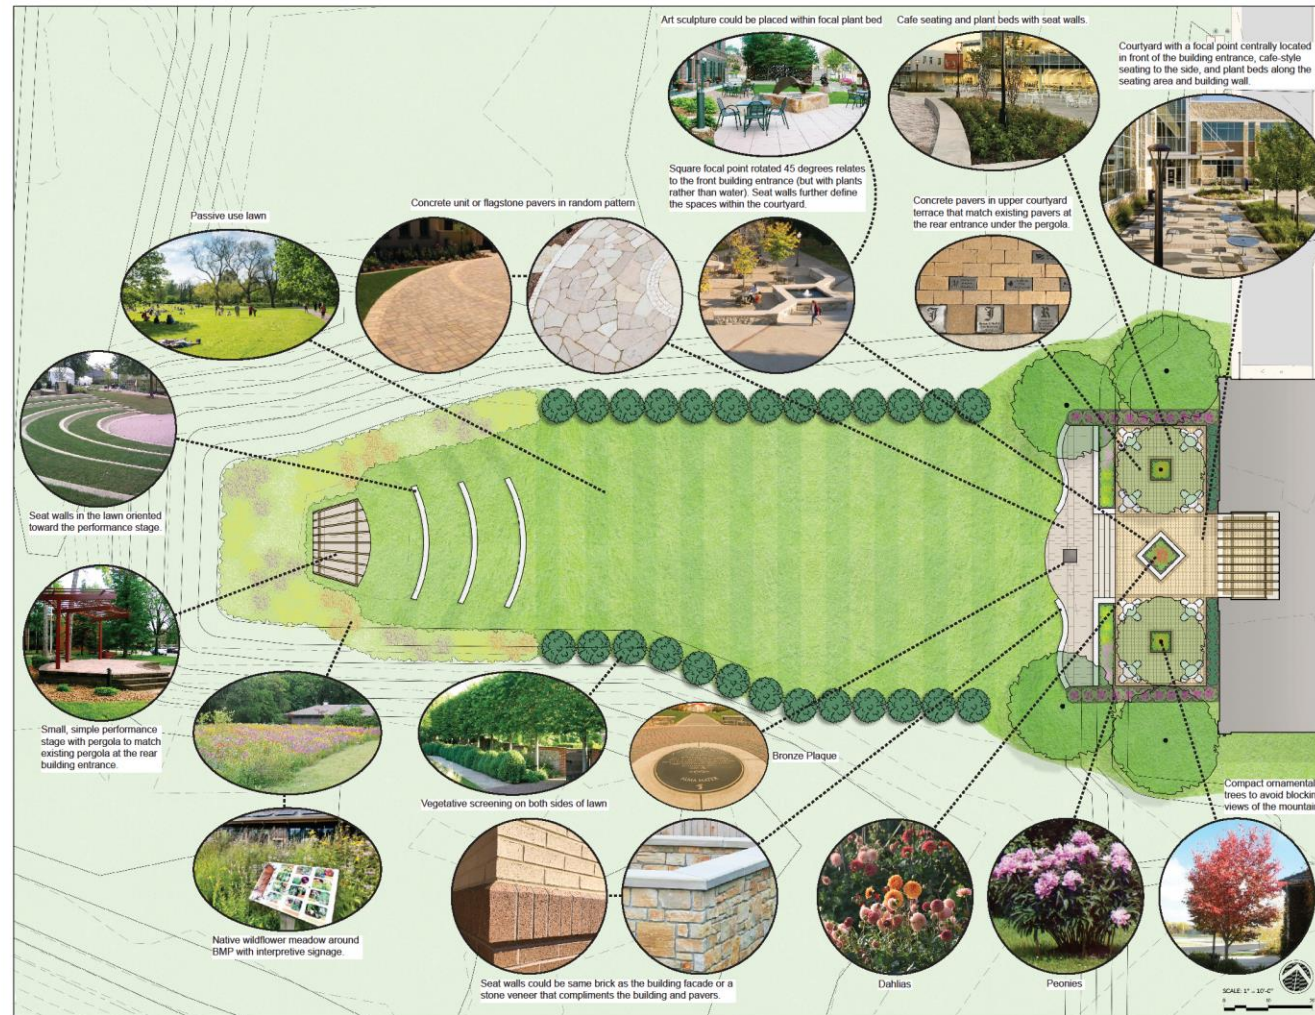 Art sculpture could be placed within focal plant bed
Cafe seating and plant beds with seat walls.
Courtyard with a focal point centrally located
in front of the building entrance, cafe-style
seating to the side, and plant beds along the
seating area and building wall.
Square focal point rotated 45 degrees relates
to the front building entrance (but with plants
rather than water). Seat walls further define
the spaces within the courtyard.
Concrete pavers in upper courtyard
terrace that match existing pavers at
the rear entrance under the pergola.
Passive use lawn
Concrete unit or flagstone pavers in random pattern
Seat walls in the lawn oriented
toward the performance stage.
Small, simple performance
stage with pergola to match
existing pergola at the rear
building entrance.
Vegetative screening on both sides of lawn
Bronze Plaque
Compact ornamental
trees to avoid blockin
views of the mountai
Native wildflower meadow around
BMP with interpretive signage.
Seat walls could be same brick as the building facade or a
stone veneer that compliments the building and pavers.
Dahlias
Peonies
SCALE: 1" = 10'-0"